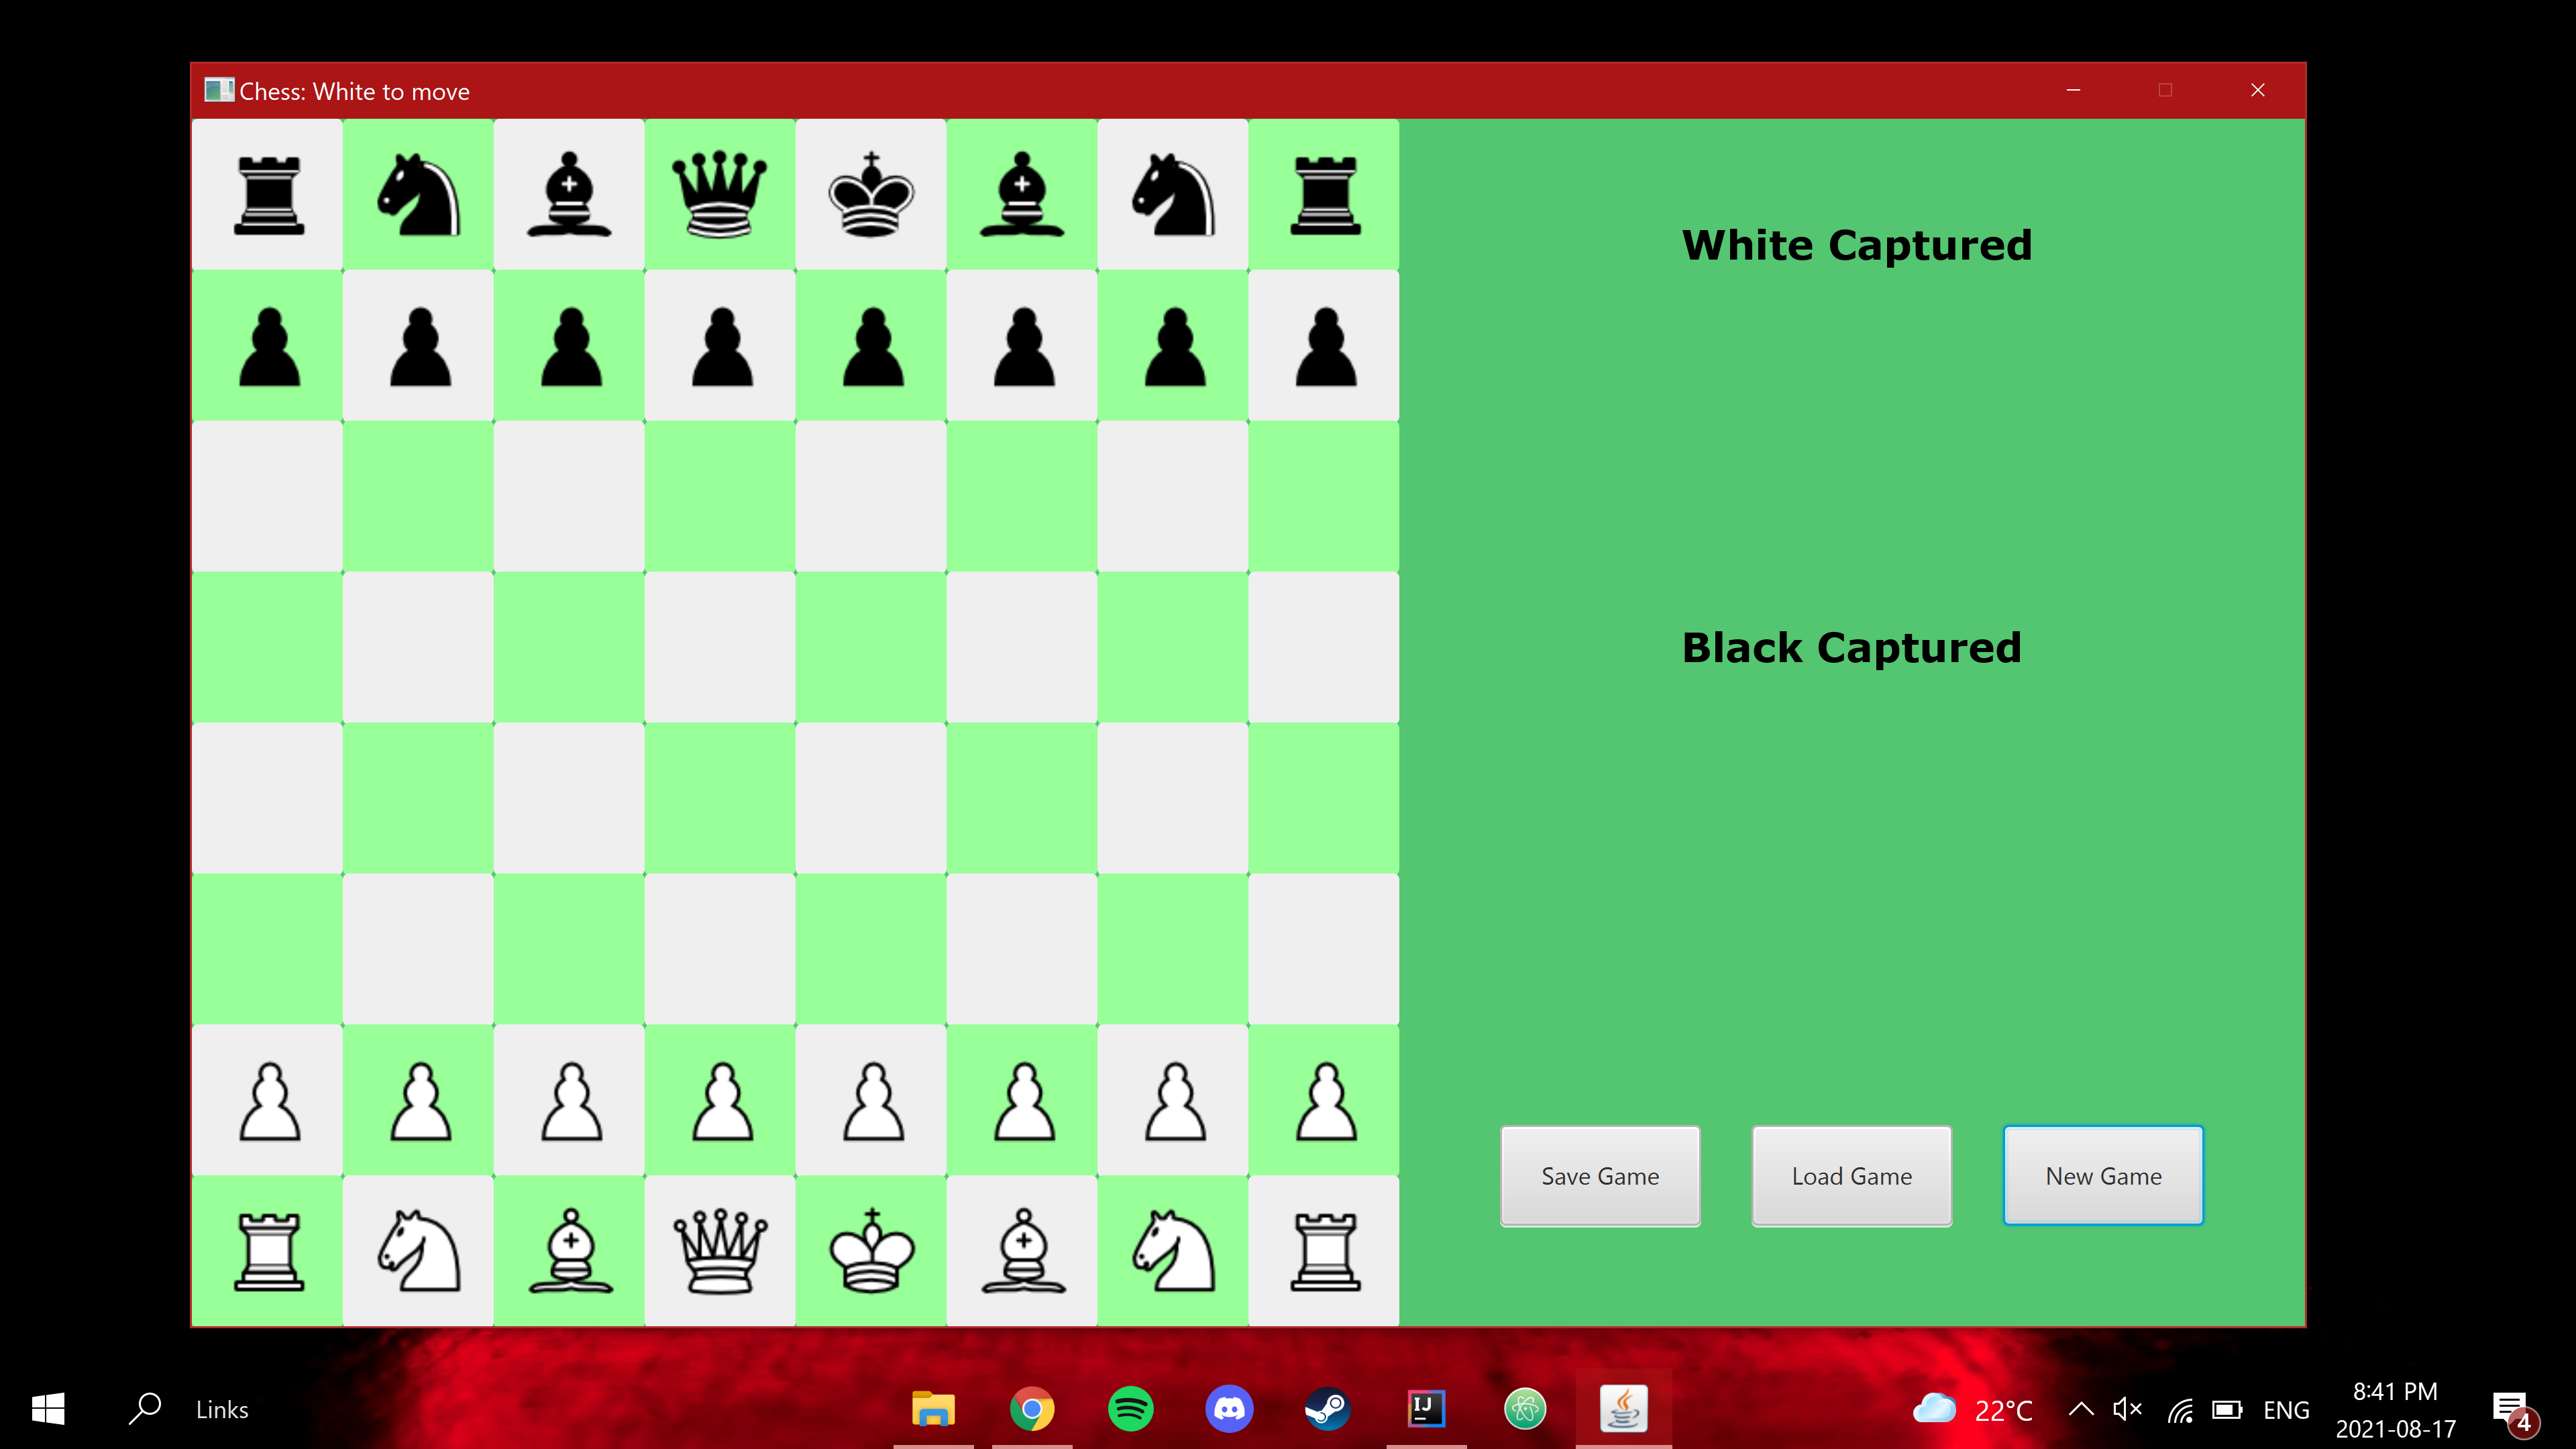 Chess: White to move
White Captured
Black Captured
Save Game
Load Game
New Game
Links
IJ
22°C
ENG
8:41 PM
2021-08-17
4